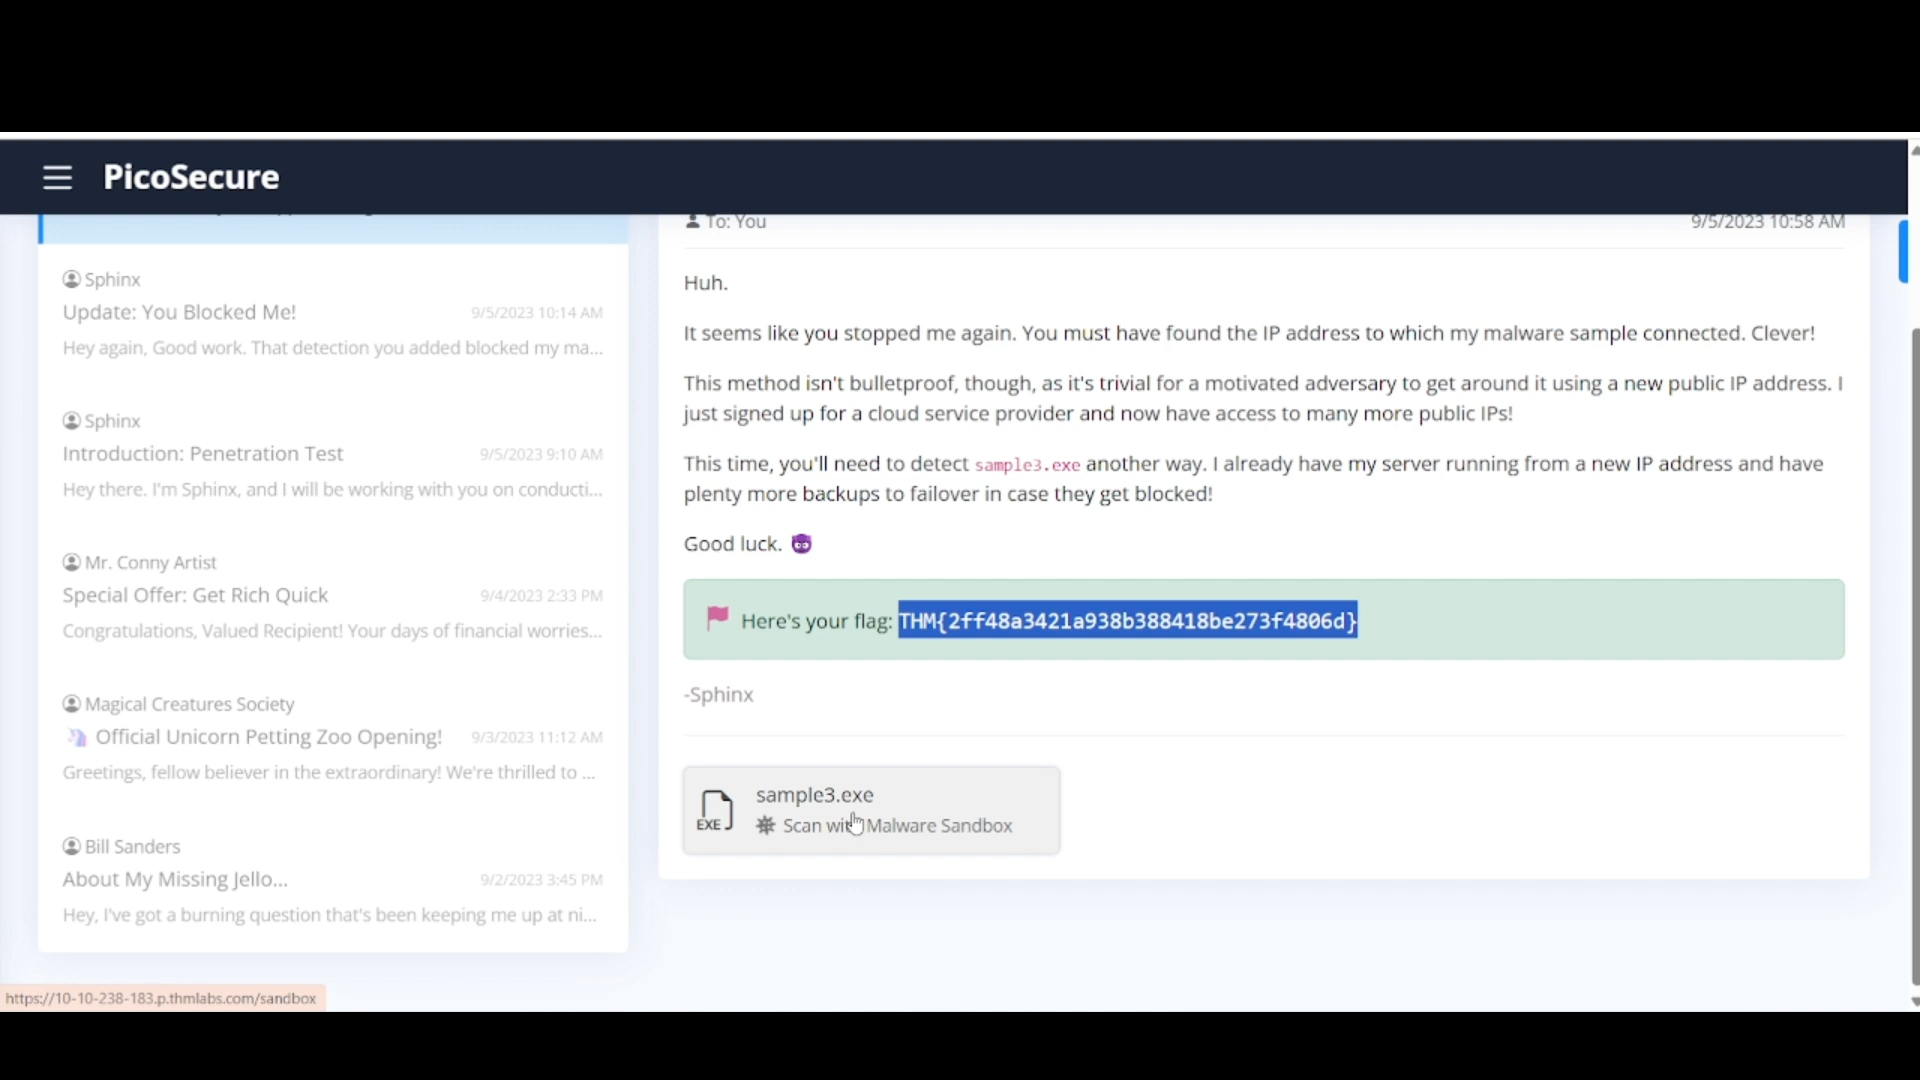 PicoSecure
To: You
9/5/2023 10:58 AM
Sphinx
Update: You Blocked Me!
9/5/2023 10:14 AM
Hey again, Good work. That detection you added blocked my ma...
Sphinx
Introduction: Penetration Test
9/5/2023 9:10 AM
Hey there. I'm Sphinx, and I will be working with you on conducti...
Mr. Conny Artist
Special Offer: Get Rich Quick
9/4/2023 2:33 PM
Congratulations, Valued Recipient! Your days of financial worries...
Magical Creatures Society
Official Unicorn Petting Zoo Opening!
9/3/2023 11:12 AM
Greetings, fellow believer in the extraordinary! We're thrilled to ...
Bill Sanders
About My Missing Jello...
9/2/2023 3:45 PM
Hey, I've got a burning question that's been keeping me up at ni...
Huh.
It seems like you stopped me again. You must have found the IP address to which my malware sample connected. Clever!
This method isn't bulletproof, though, as it's trivial for a motivated adversary to get around it using a new public IP address. I
just signed up for a cloud service provider and now have access to many more public IPs!
This time, you'll need to detect sample3.exe another way. I already have my server running from a new IP address and have
plenty more backups to failover in case they get blocked!
Good luck. 😈
Here's your flag: THM{2ff48a3421a938b388418be273f4806d}
-Sphinx
EXE
sample3.exe
Scan with Malware Sandbox
https://10-10-238-183.p.thmlabs.com/sandbox